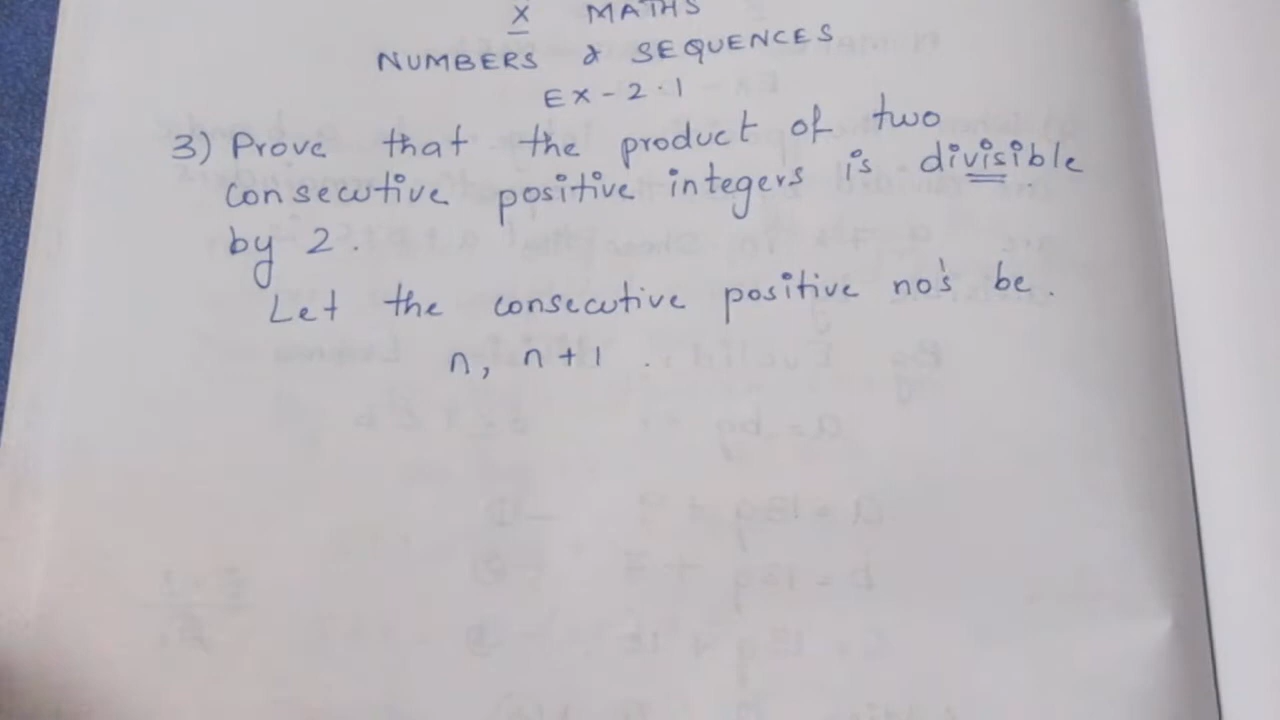 X MATHS
NUMBERS & SEQUENCES
EX-2.1
3) Prove that the product of two
consecutive positive integers is divisible
by 2.
Let the consecutive positive no's be.
n, n+1.